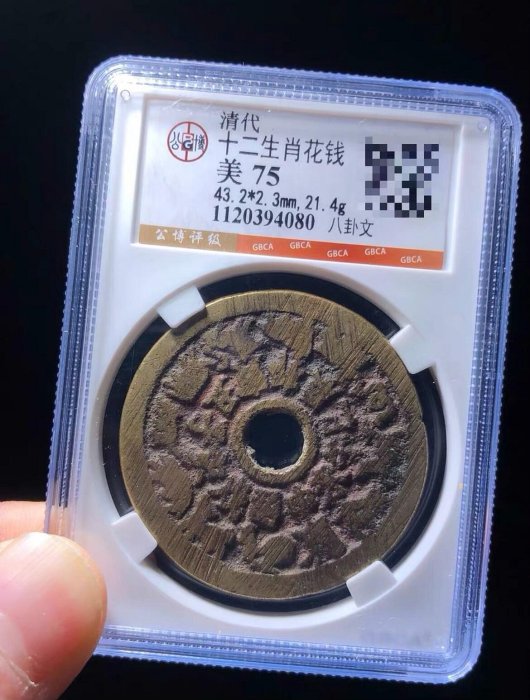 清代
十二生肖花钱
美 75
43.2*2.3mm,21.4g
1120394080 八卦文
公博评级 GBCA GBCA GBCA GBCA GBCA